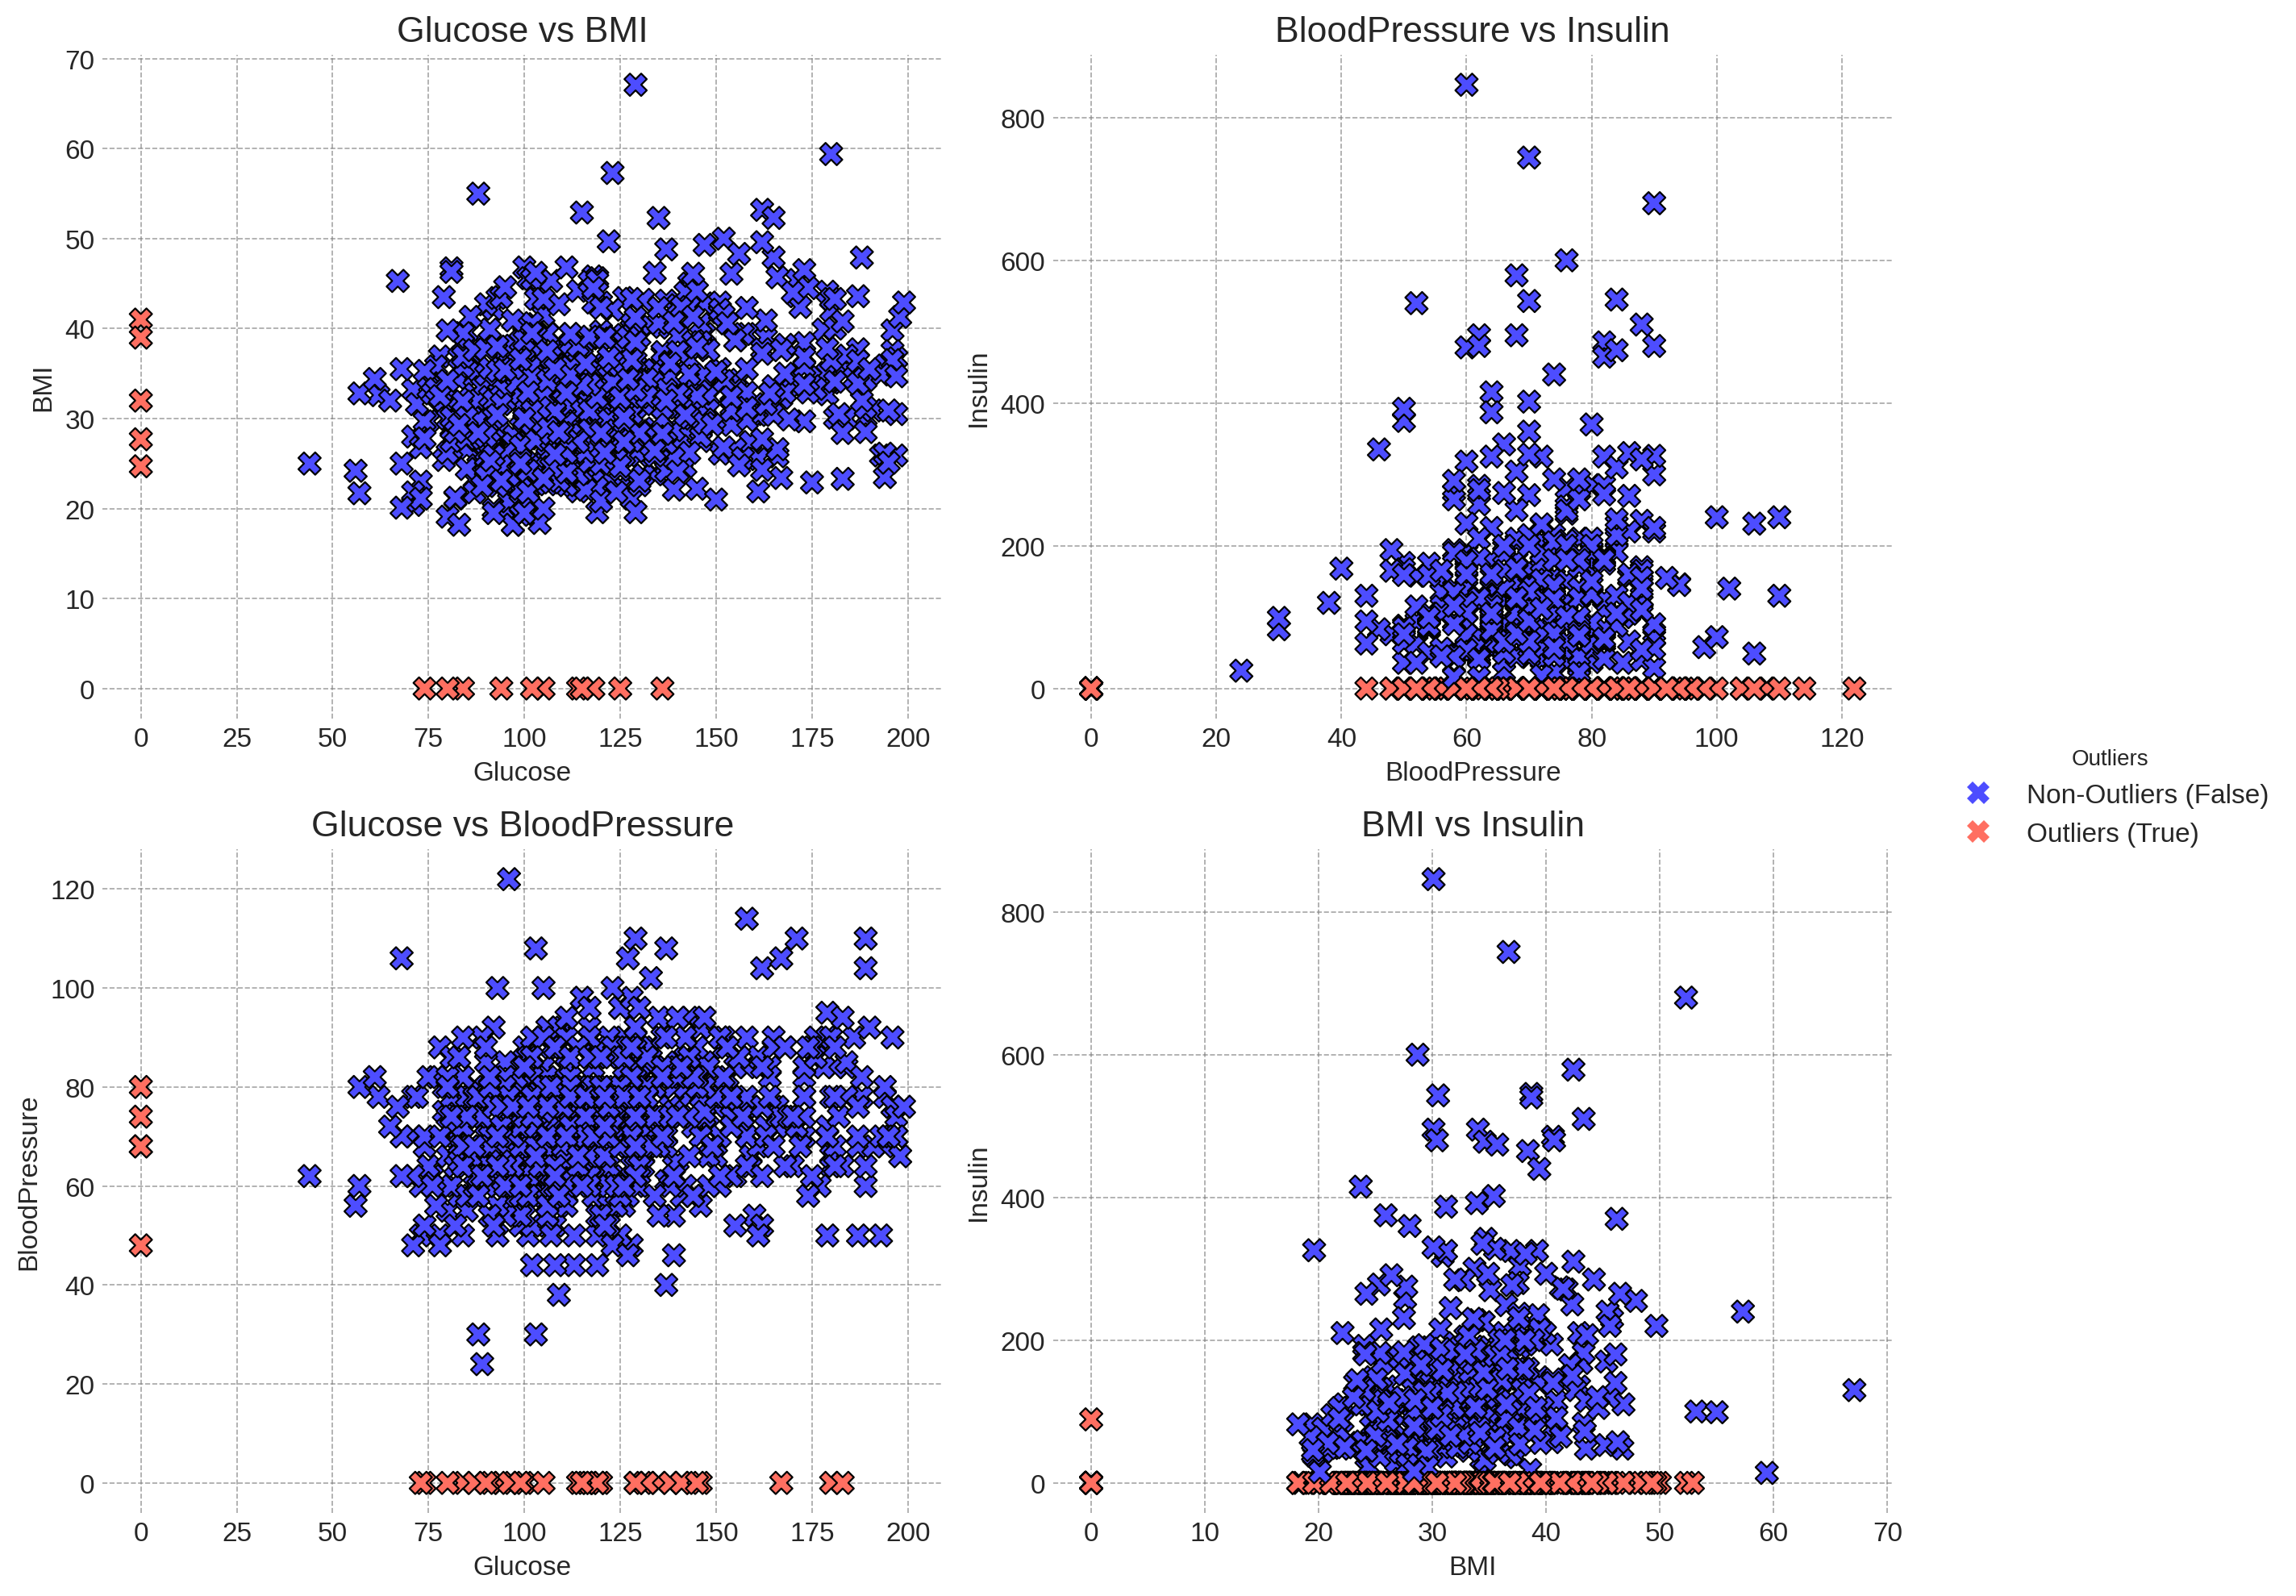 Glucose vs BMI
70
60
50
40
30
20
10
0
BMI
0 25 50 75 100 125 150 175 200
Glucose
BloodPressure vs Insulin
800
600
400
200
0
Insulin
0 20 40 60 80 100 120
BloodPressure
Outliers
Non-Outliers (False)
Outliers (True)
Glucose vs BloodPressure
120
100
80
60
40
20
0
BloodPressure
0 25 50 75 100 125 150 175 200
Glucose
BMI vs Insulin
800
600
400
200
0
Insulin
0 10 20 30 40 50 60 70
BMI